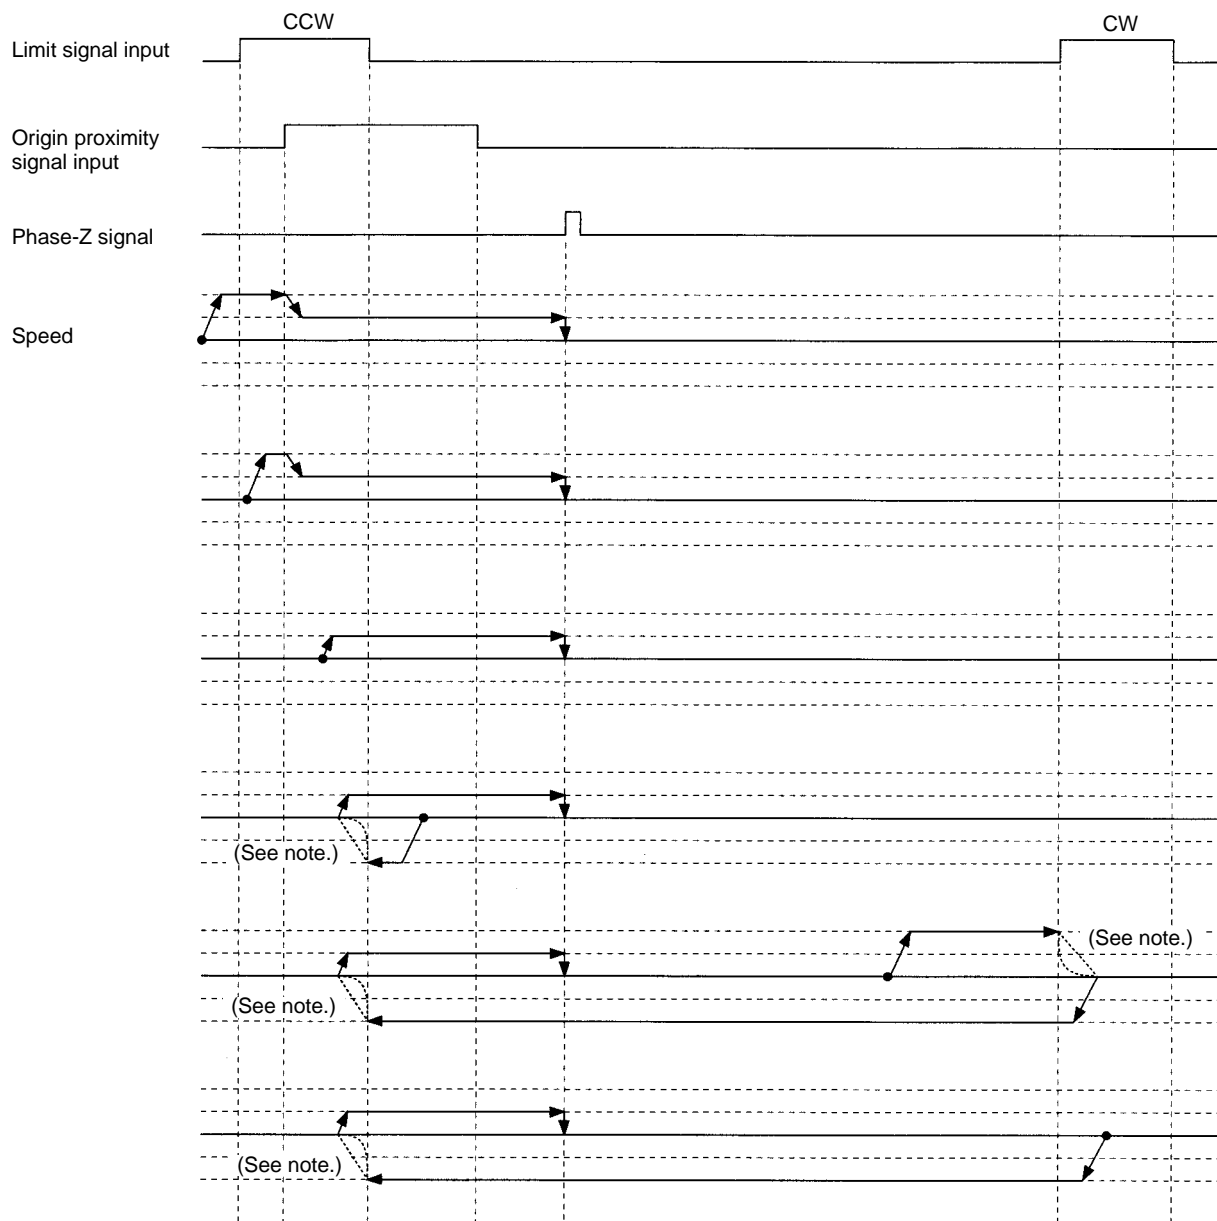 CCW
CW
Limit signal input
Origin proximity
signal input
Phase-Z signal
Speed
(See note.)
(See note.)
(See note.)
(See note.)